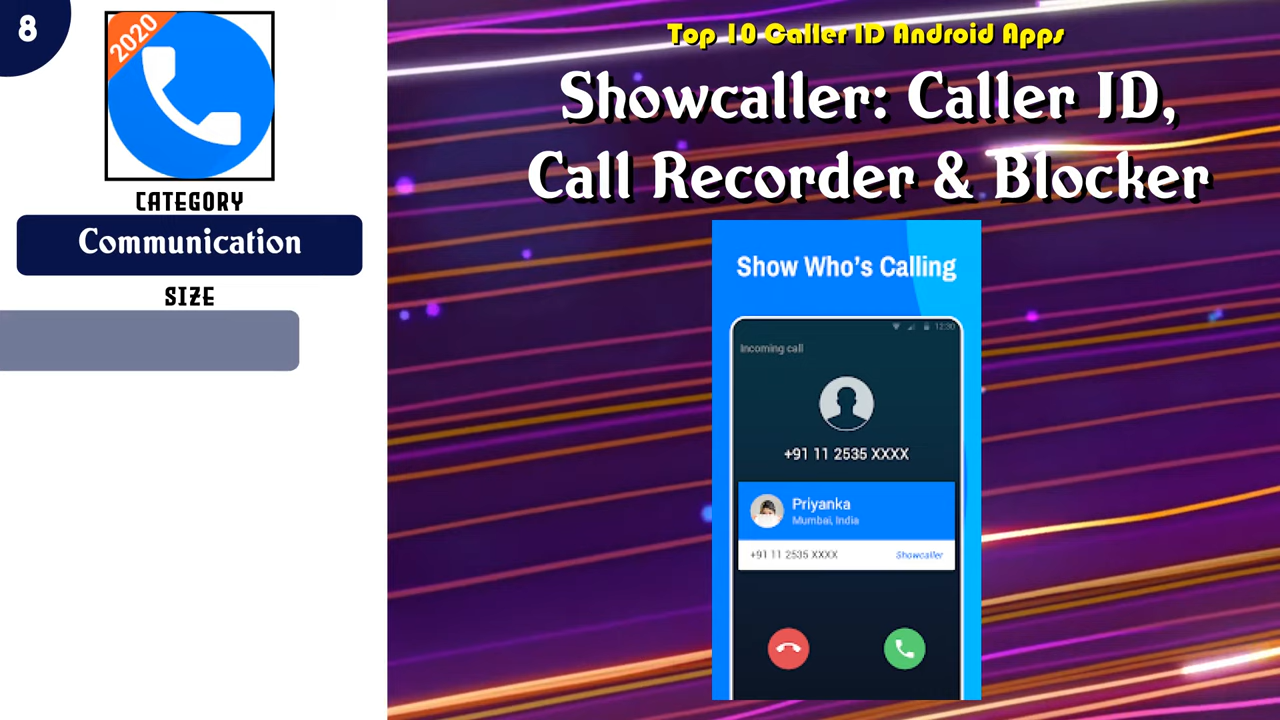 8
2020
CATEGORY
Communication
SIZE
Top 10 Caller ID Android Apps
Showcaller: Caller ID,
Call Recorder & Blocker
Show Who's Calling
12:30
Incoming call
+91 11 2535 XXXX
Priyanka
Mumbai, India
+91 11 2535 XXXX Showcaller